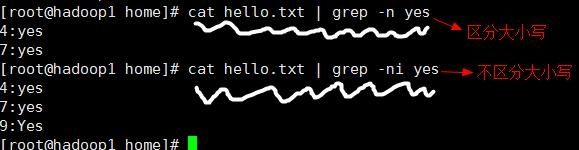 [root@hadoop1 home]# cat hello.txt | grep -n yes
区分大小写
4:yes
7:yes
[root@hadoop1 home]# cat hello.txt | grep -ni yes
不区分大小写
4:yes
7:yes
9:Yes
[root@hadoop1 home]#